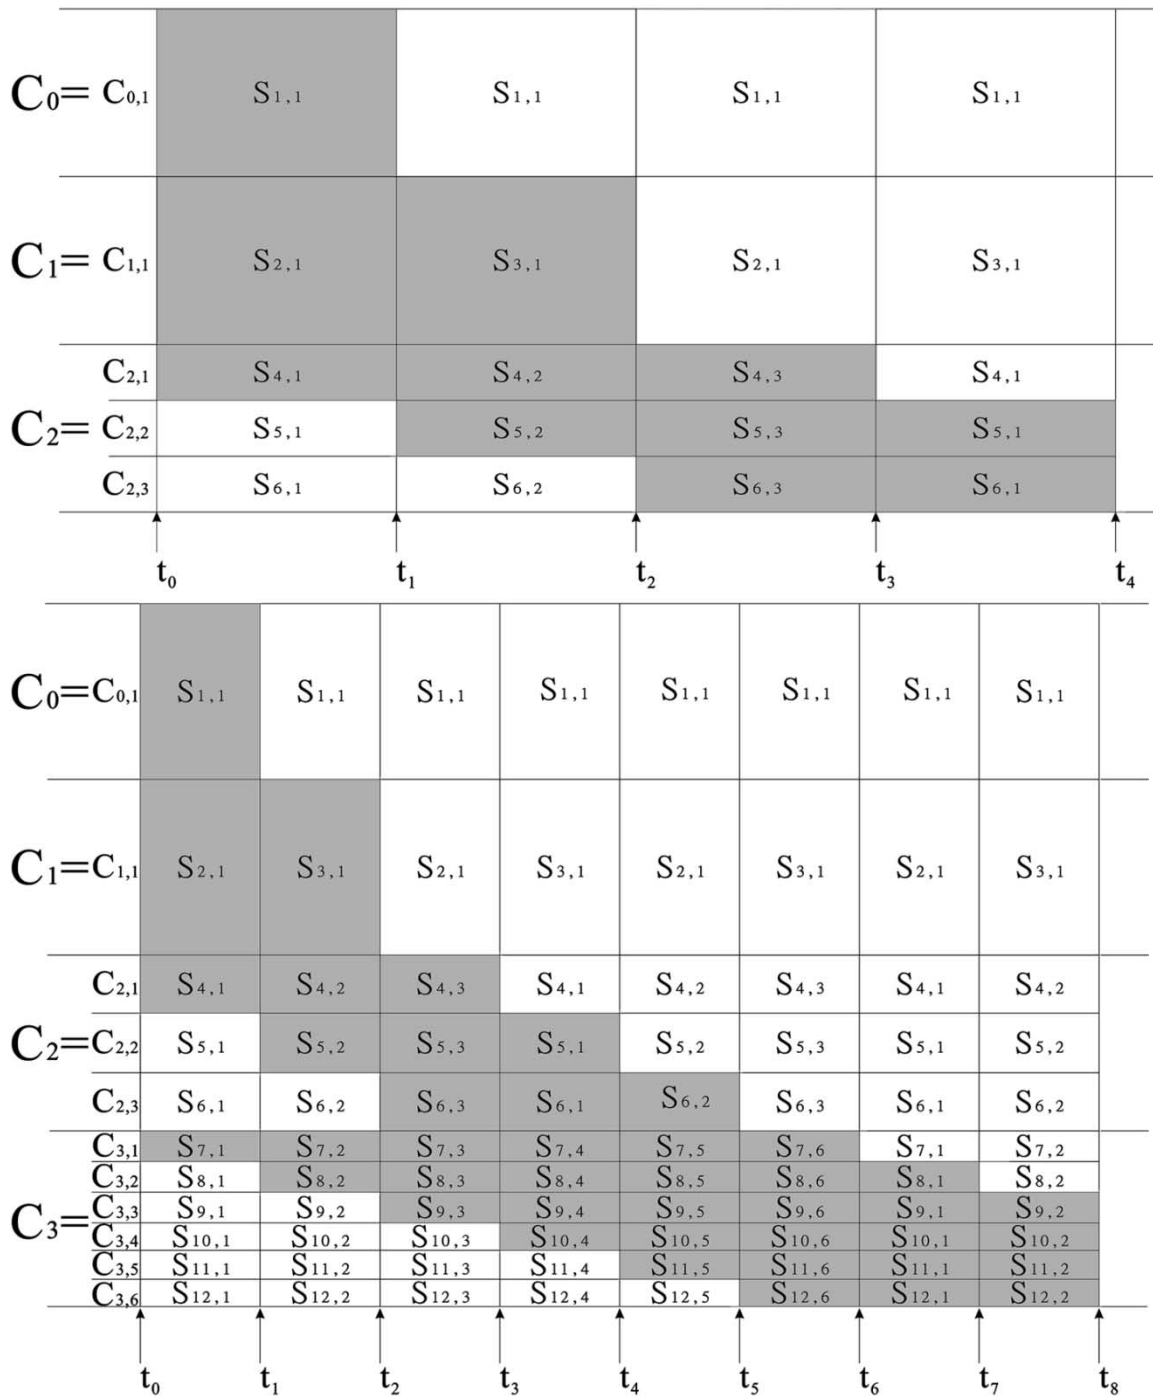 C0= C0,1 S1,1 S1,1 S1,1 S1,1
C1= C1,1 S2,1 S3,1 S2,1 S3,1
C2,1 S4,1 S4,2 S4,3 S4,1
C2= C2,2 S5,1 S5,2 S5,3 S5,1
C2,3 S6,1 S6,2 S6,3 S6,1
t0 t1 t2 t3 t4
C0= C0,1 S1,1 S1,1 S1,1 S1,1 S1,1 S1,1 S1,1 S1,1
C1= C1,1 S2,1 S3,1 S2,1 S3,1 S2,1 S3,1 S2,1 S3,1
C2,1 S4,1 S4,2 S4,3 S4,1 S4,2 S4,3 S4,1 S4,2
C2= C2,2 S5,1 S5,2 S5,3 S5,1 S5,2 S5,3 S5,1 S5,2
C2,3 S6,1 S6,2 S6,3 S6,1 S6,2 S6,3 S6,1 S6,2
C3,1 S7,1 S7,2 S7,3 S7,4 S7,5 S7,6 S7,1 S7,2
C3,2 S8,1 S8,2 S8,3 S8,4 S8,5 S8,6 S8,1 S8,2
C3= C3,3 S9,1 S9,2 S9,3 S9,4 S9,5 S9,6 S9,1 S9,2
C3,4 S10,1 S10,2 S10,3 S10,4 S10,5 S10,6 S10,1 S10,2
C3,5 S11,1 S11,2 S11,3 S11,4 S11,5 S11,6 S11,1 S11,2
C3,6 S12,1 S12,2 S12,3 S12,4 S12,5 S12,6 S12,1 S12,2
t0 t1 t2 t3 t4 t5 t6 t7 t8